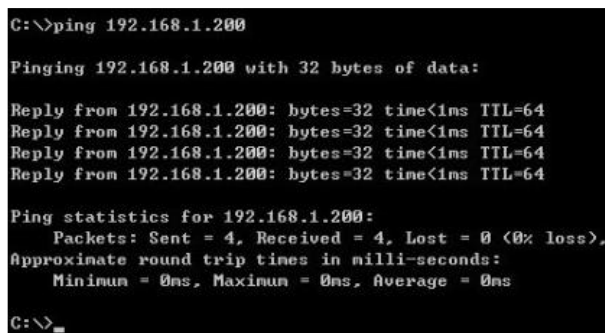 C:\>ping 192.168.1.200
Pinging 192.168.1.200 with 32 bytes of data:
Reply from 192.168.1.200: bytes=32 time<1ms TTL=64
Reply from 192.168.1.200: bytes=32 time<1ms TTL=64
Reply from 192.168.1.200: bytes=32 time<1ms TTL=64
Reply from 192.168.1.200: bytes=32 time<1ms TTL=64
Ping statistics for 192.168.1.200:
Packets: Sent = 4, Received = 4, Lost = 0 (0% loss),
Approximate round trip times in milli-seconds:
Minimum = 0ms, Maximum = 0ms, Average = 0ms
C:\>_